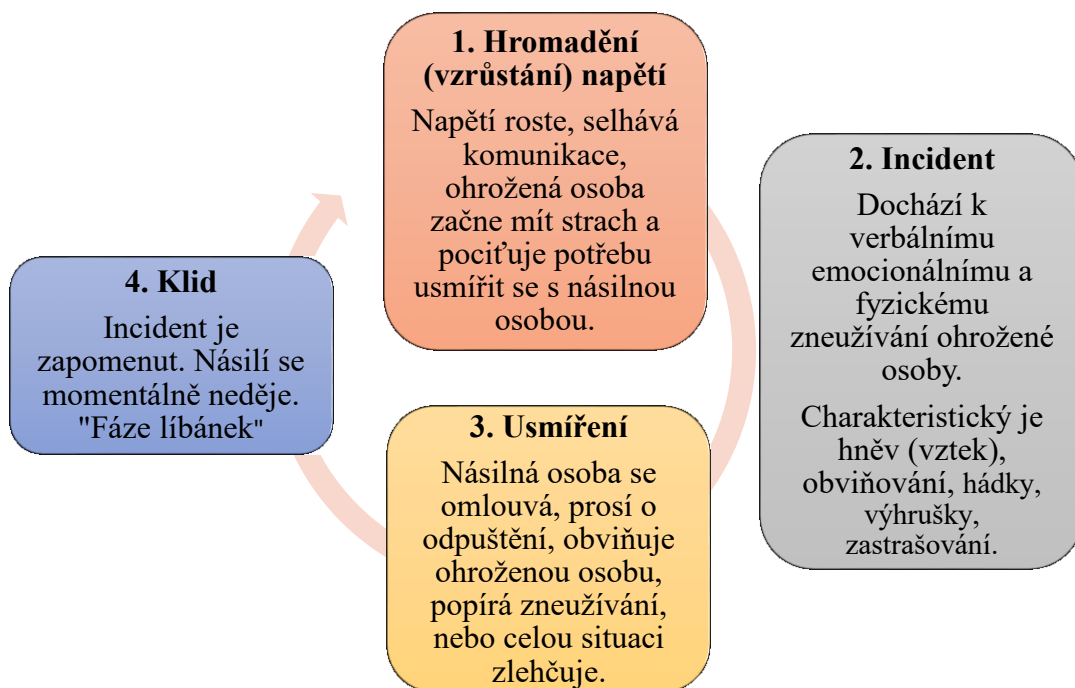 1. Hromadění
(vzrůstání) napětí
Napětí roste, selhává
komunikace,
ohrožená osoba
začne mít strach a
pociťuje potřebu
usmířit se s násilnou
osobou.
2. Incident
Dochází k
verbálnímu
emocionálnímu a
fyzickému
zneužívání ohrožené
osoby.
Charakteristický je
hněv (vztek),
obviňování, hádky,
výhrušky,
zastrašování.
3. Usmíření
Násilná osoba se
omlouvá, prosí o
odpuštění, obviňuje
ohroženou osobu,
popírá zneužívání,
nebo celou situaci
zlehčuje.
4. Klid
Incident je
zapomenut. Násilí se
momentálně neděje.
"Fáze líbánek"